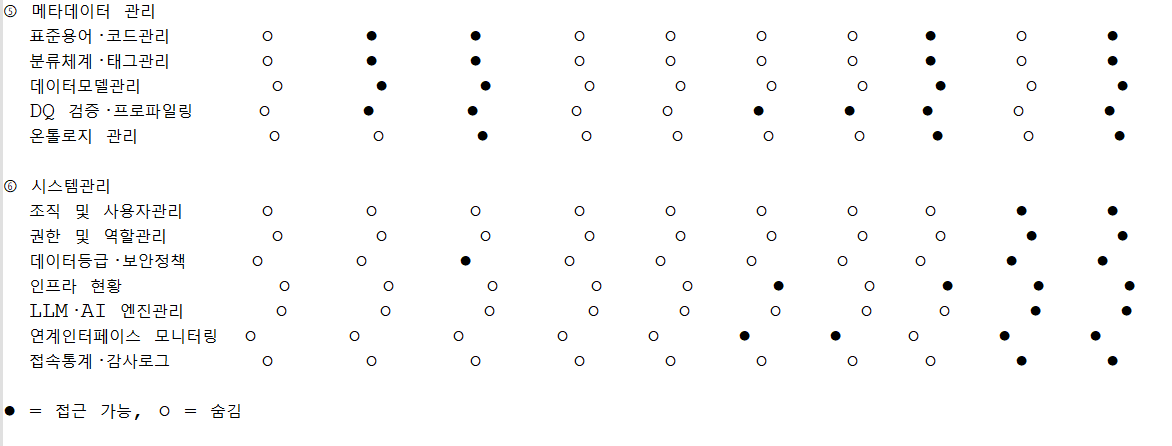 ⑤ 메타데이터 관리
표준용어·코드관리 ○ ● ● ○ ○ ○ ○ ● ○ ●
분류체계·태그관리 ○ ● ● ○ ○ ○ ○ ● ○ ●
데이터모델관리 ○ ● ● ○ ○ ○ ○ ● ○ ●
DQ 검증·프로파일링 ○ ● ● ○ ○ ● ● ● ○ ●
온톨로지 관리 ○ ○ ● ○ ○ ○ ○ ● ○ ●
⑥ 시스템관리
조직 및 사용자관리 ○ ○ ○ ○ ○ ○ ○ ○ ● ●
권한 및 역할관리 ○ ○ ○ ○ ○ ○ ○ ○ ● ●
데이터등급·보안정책 ○ ○ ● ○ ○ ○ ○ ○ ● ●
인프라 현황 ○ ○ ○ ○ ○ ● ○ ● ● ●
LLM·AI 엔진관리 ○ ○ ○ ○ ○ ○ ○ ○ ● ●
연계인터페이스 모니터링 ○ ○ ○ ○ ○ ● ● ○ ● ●
접속통계·감사로그 ○ ○ ○ ○ ○ ○ ○ ○ ● ●
● = 접근 가능, ○ = 숨김